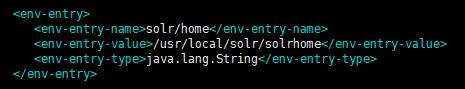 <env-entry>
<env-entry-name>solr/home</env-entry-name>
<env-entry-value>/usr/local/solr/solrhome</env-entry-value>
<env-entry-type>java.lang.String</env-entry-type>
</env-entry>